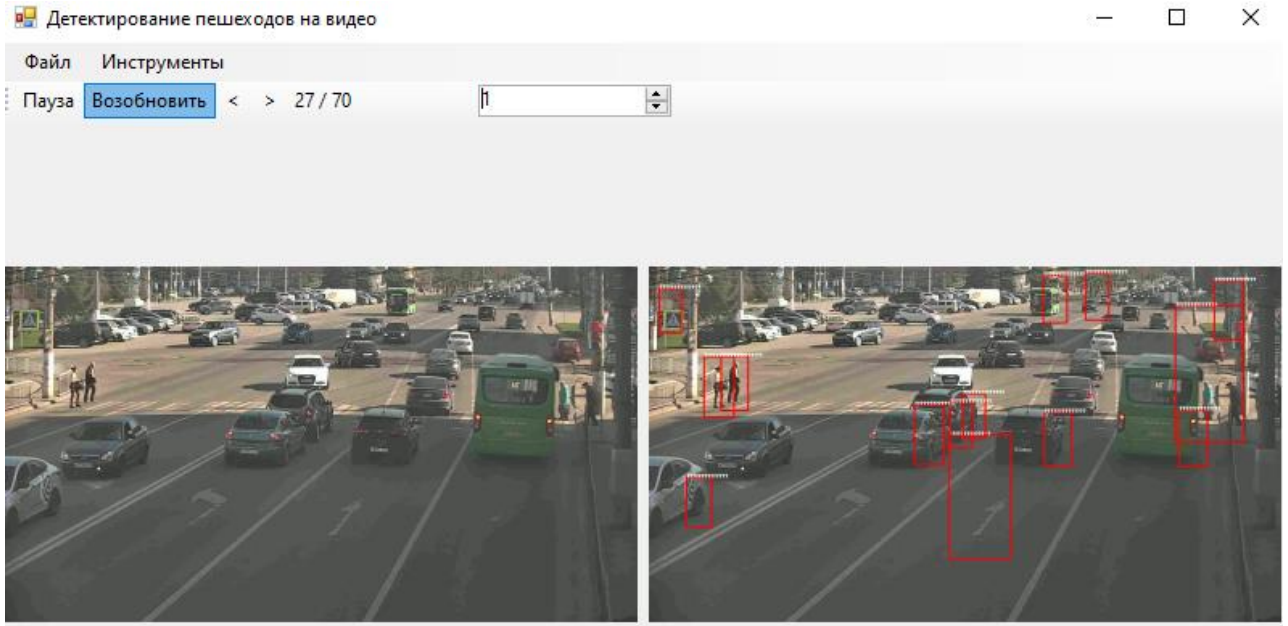 Детектирование пешеходов на видео
Файл Инструменты
Пауза Возобновить < > 27 / 70 1